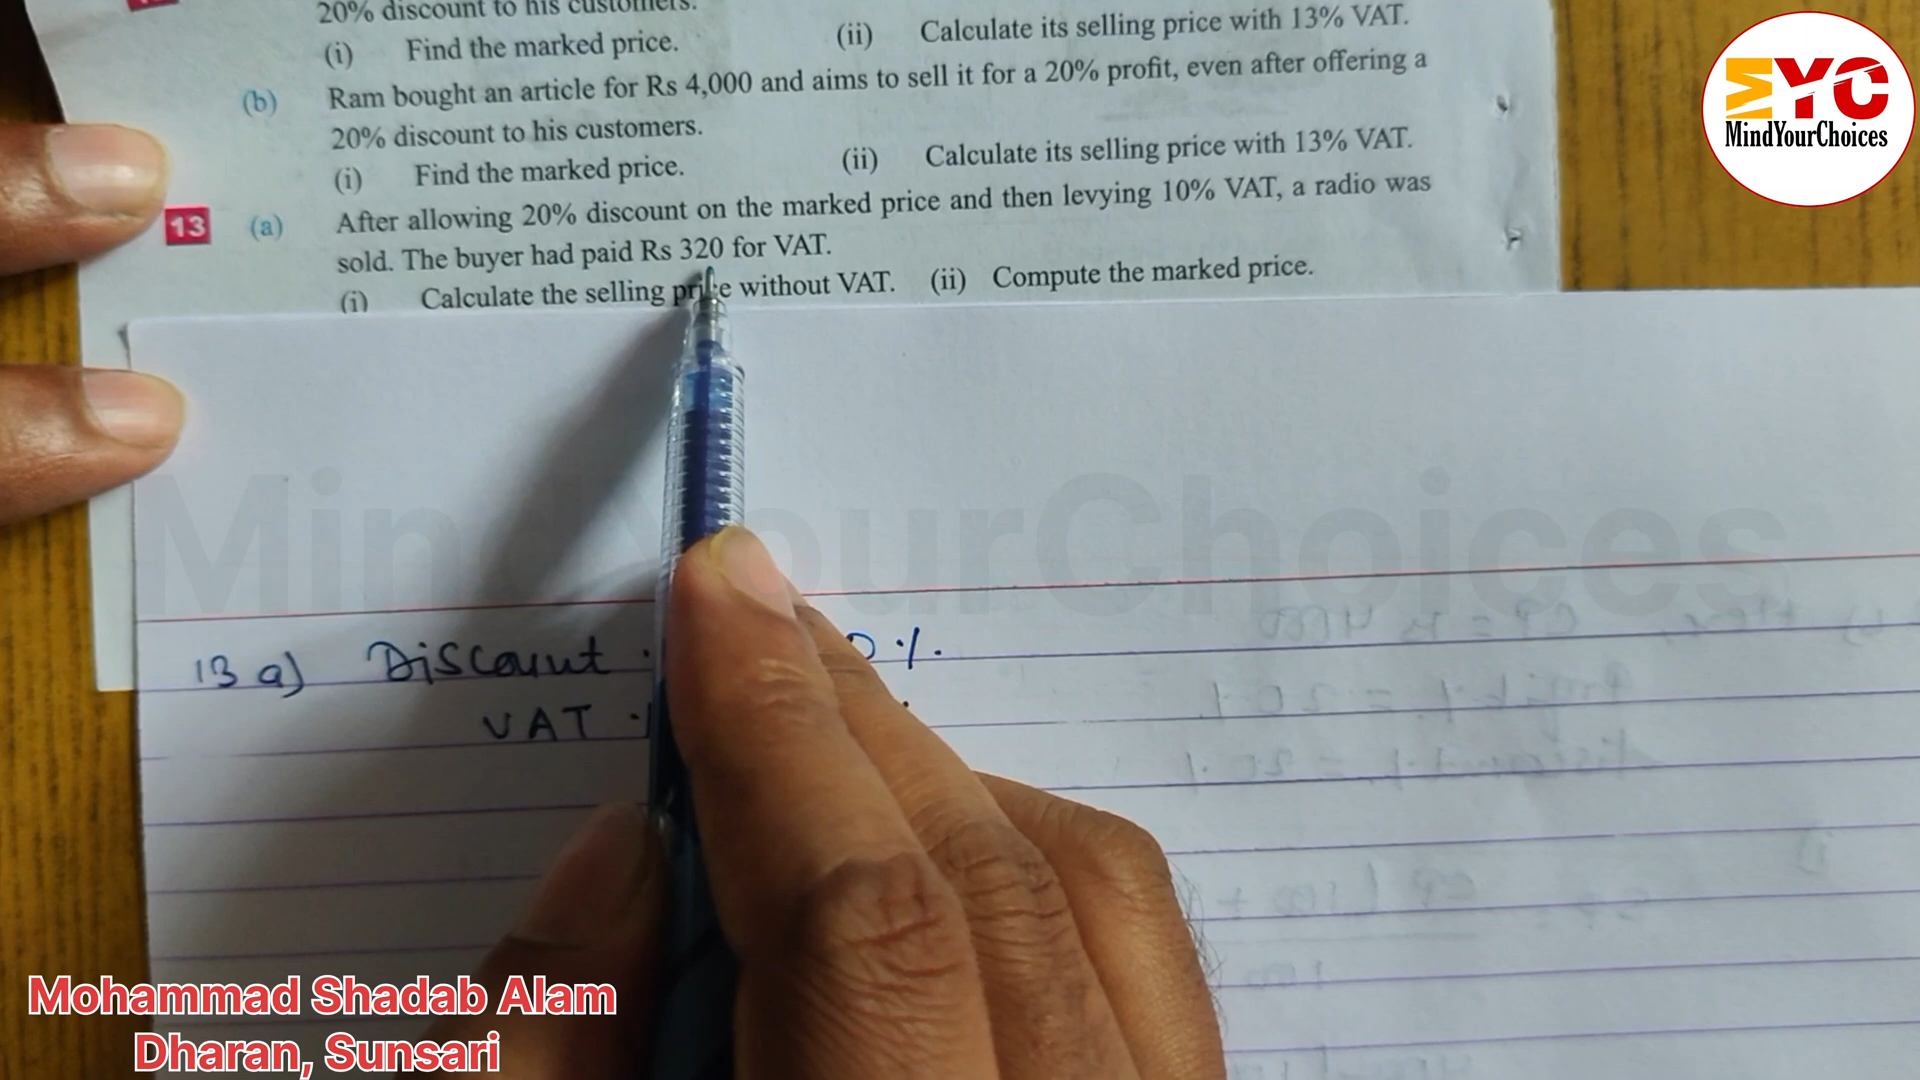 20% discount to his customers.
(i) Find the marked price. (ii) Calculate its selling price with 13% VAT.
(b) Ram bought an article for Rs 4,000 and aims to sell it for a 20% profit, even after offering a
20% discount to his customers.
(i) Find the marked price. (ii) Calculate its selling price with 13% VAT.
13 (a) After allowing 20% discount on the marked price and then levying 10% VAT, a radio was
sold. The buyer had paid Rs 320 for VAT.
(i) Calculate the selling price without VAT. (ii) Compute the marked price.
MYC
MindYourChoices
MindYourChoices
13 a) Discount %.
VAT
Mohammad Shadab Alam
Dharan, Sunsari